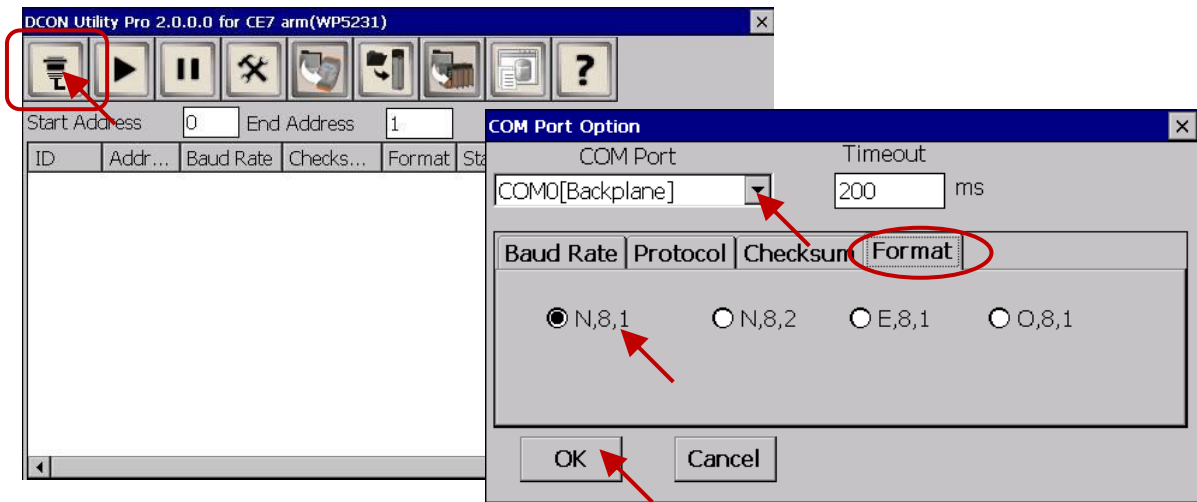 DCON Utility Pro 2.0.0.0 for CE7 arm(WP5231)
?
Start Address 0 End Address 1
ID Addr... Baud Rate Checks... Format Sta
COM Port Option
COM Port Timeout
COM0[Backplane] 200 ms
Baud Rate Protocol Checksum Format
N,8,1 N,8,2 E,8,1 O,8,1
OK Cancel